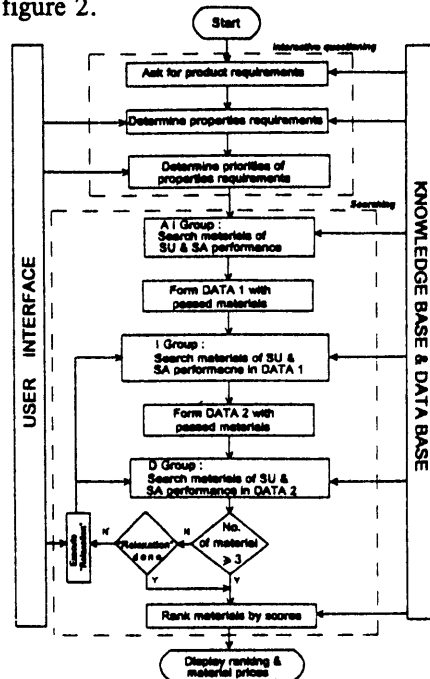 figure 2.
Start
Interactive questioning
Ask for product requirements
Determine properties requirements
Determine priorities of
properties requirements
Searching
A I Group :
Search materials of
SU & SA performance
Form DATA 1 with
passed materials
I Group :
Search materials of SU &
SA performacne in DATA 1
Form DATA 2 with
passed materials
D Group :
Search materials of SU &
SA performance in DATA 2
No.
of material
⩾ 3
N
Y
"Relaxation"
done
N
Y
Execute
"Relaxation"
Rank materials by scores
Display ranking &
material prices
USER INTERFACE
KNOWLEDGE BASE & DATA BASE